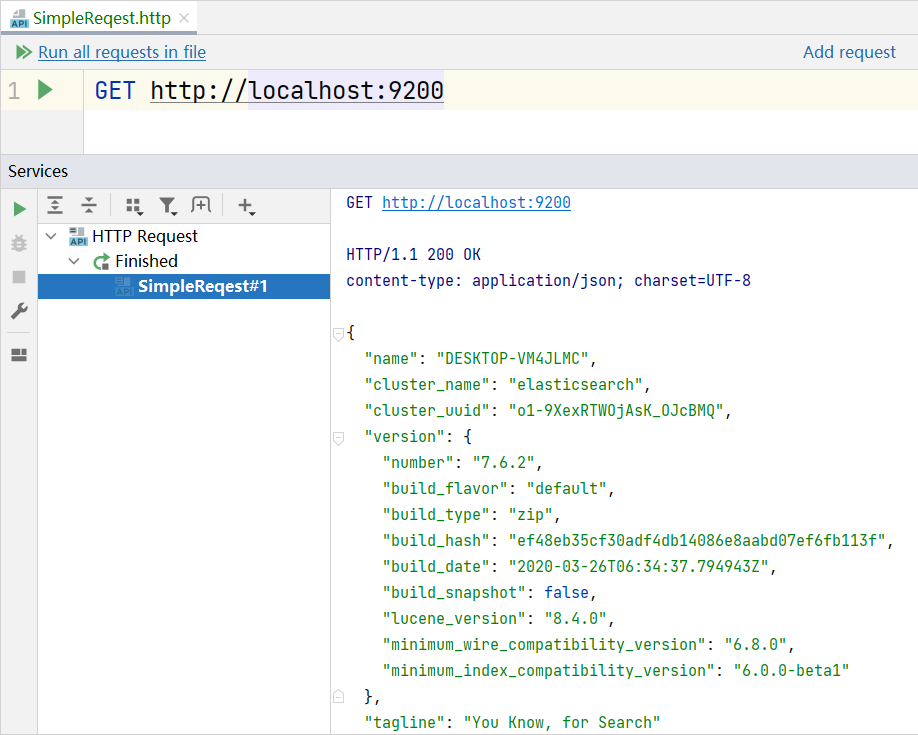 SimpleReqest.http
Run all requests in file
Add request
1
GET http://localhost:9200
Services
HTTP Request
Finished
SimpleReqest#1
GET http://localhost:9200
HTTP/1.1 200 OK
content-type: application/json; charset=UTF-8
{
"name": "DESKTOP-VM4JLMC",
"cluster_name": "elasticsearch",
"cluster_uuid": "o1-9XexRTWOjAsK_OJcBMQ",
"version": {
"number": "7.6.2",
"build_flavor": "default",
"build_type": "zip",
"build_hash": "ef48eb35cf30adf4db14086e8aabd07ef6fb113f",
"build_date": "2020-03-26T06:34:37.794943Z",
"build_snapshot": false,
"lucene_version": "8.4.0",
"minimum_wire_compatibility_version": "6.8.0",
"minimum_index_compatibility_version": "6.0.0-beta1"
},
"tagline": "You Know, for Search"